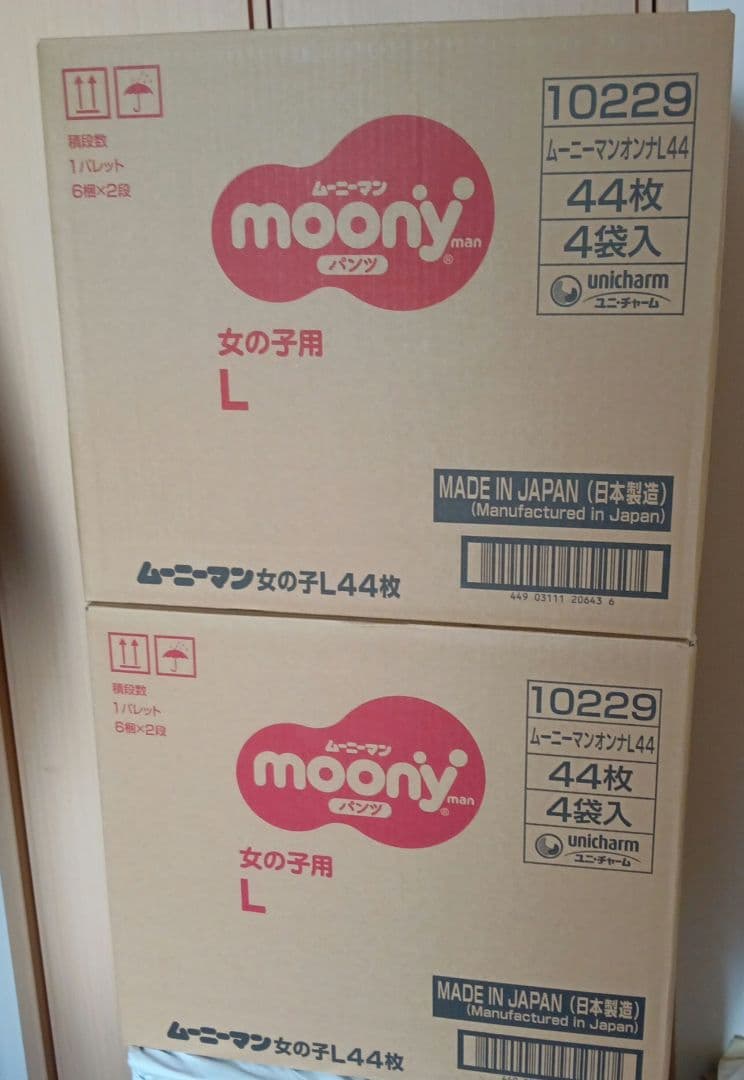 積段数
1パレット
6梱×2段
ムーニーマン
moony man
®
パンツ
女の子用
L
10229
ムーニーマンオンナL44
44枚
4袋入
unicharm
ユニ・チャーム
MADE IN JAPAN (日本製造)
(Manufactured in Japan)
ムーニーマン女の子L44枚
449 03111 20643 6
積段数
1パレット
6梱×2段
ムーニーマン
moony man
®
パンツ
女の子用
L
10229
ムーニーマンオンナL44
44枚
4袋入
unicharm
ユニ・チャーム
MADE IN JAPAN (日本製造)
(Manufactured in Japan)
ムーニーマン女の子L44枚